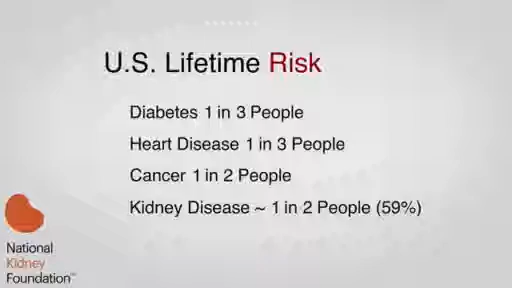 U.S. Lifetime Risk
Diabetes 1 in 3 People
Heart Disease 1 in 3 People
Cancer 1 in 2 People
Kidney Disease ~ 1 in 2 People (59%)
National
Kidney
Foundation™